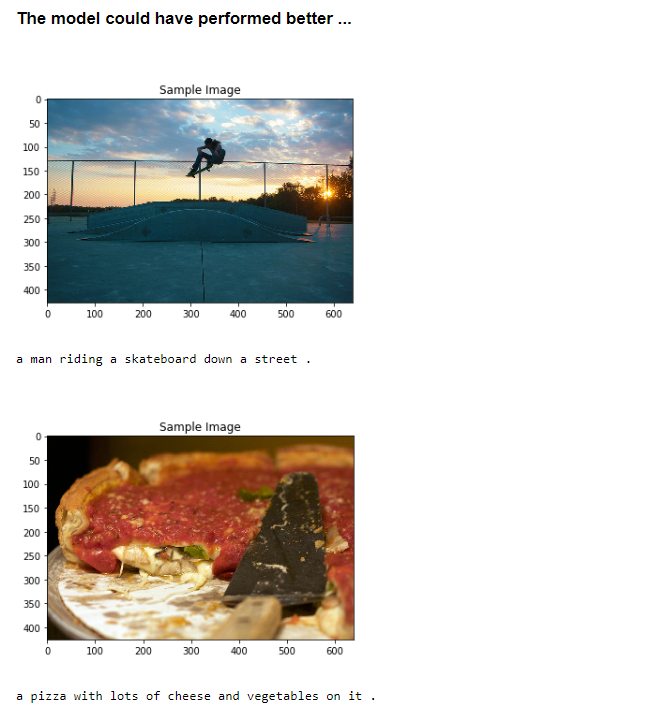 The model could have performed better ...
Sample Image
0
50
100
150
200
250
300
350
400
0 100 200 300 400 500 600
a man riding a skateboard down a street .
Sample Image
0
50
100
150
200
250
300
350
400
0 100 200 300 400 500 600
a pizza with lots of cheese and vegetables on it .